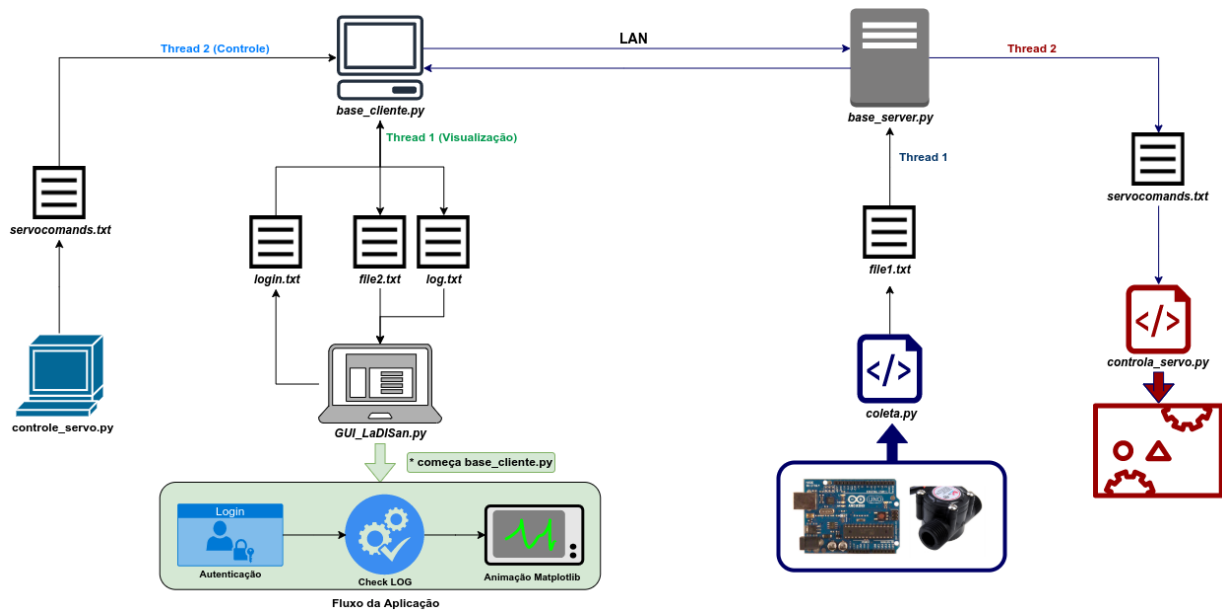 LAN
Thread 2 (Controle)
Thread 2
base_cliente.py
base_server.py
Thread 1 (Visualização)
Thread 1
servocomands.txt
servocomands.txt
login.txt
file2.txt
log.txt
file1.txt
controla_servo.py
controle_servo.py
coleta.py
GUI_LaDISan.py
* começa base_cliente.py
Login
Autenticação
Check LOG
Animação Matplotlib
Fluxo da Aplicação